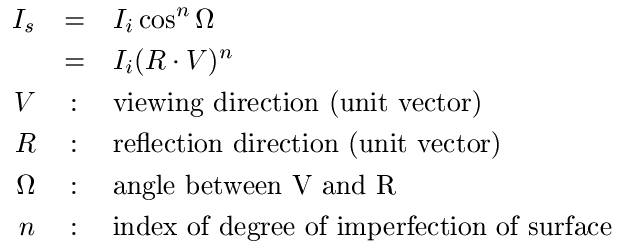 I_s = I_i cos^n Ω
= I_i (R · V)^n
V : viewing direction (unit vector)
R : reflection direction (unit vector)
Ω : angle between V and R
n : index of degree of imperfection of surface